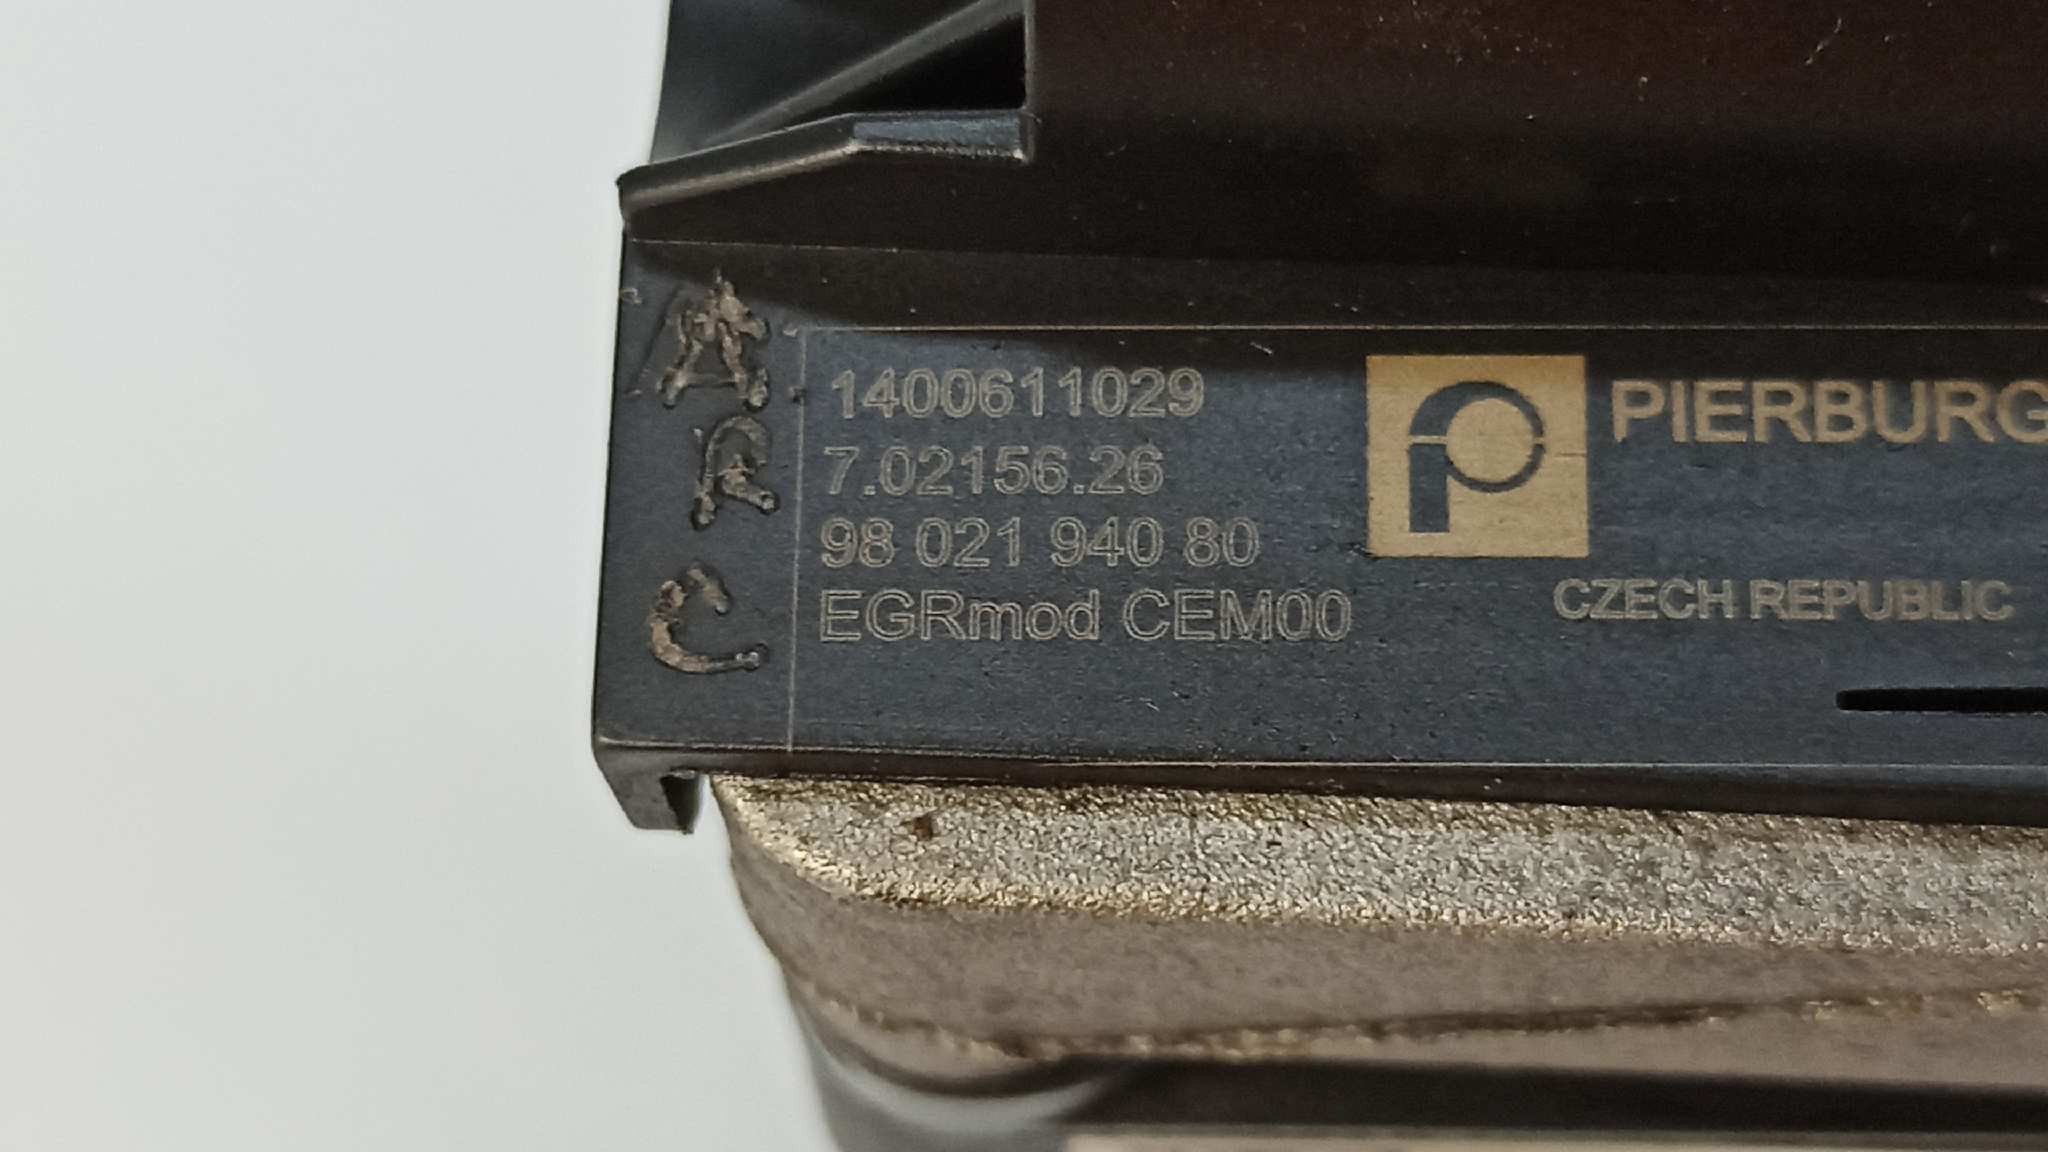 A
R
C
1400611029
7.02156.26
98 021 940 80
EGRmod CEM00
PIERBURG
CZECH REPUBLIC